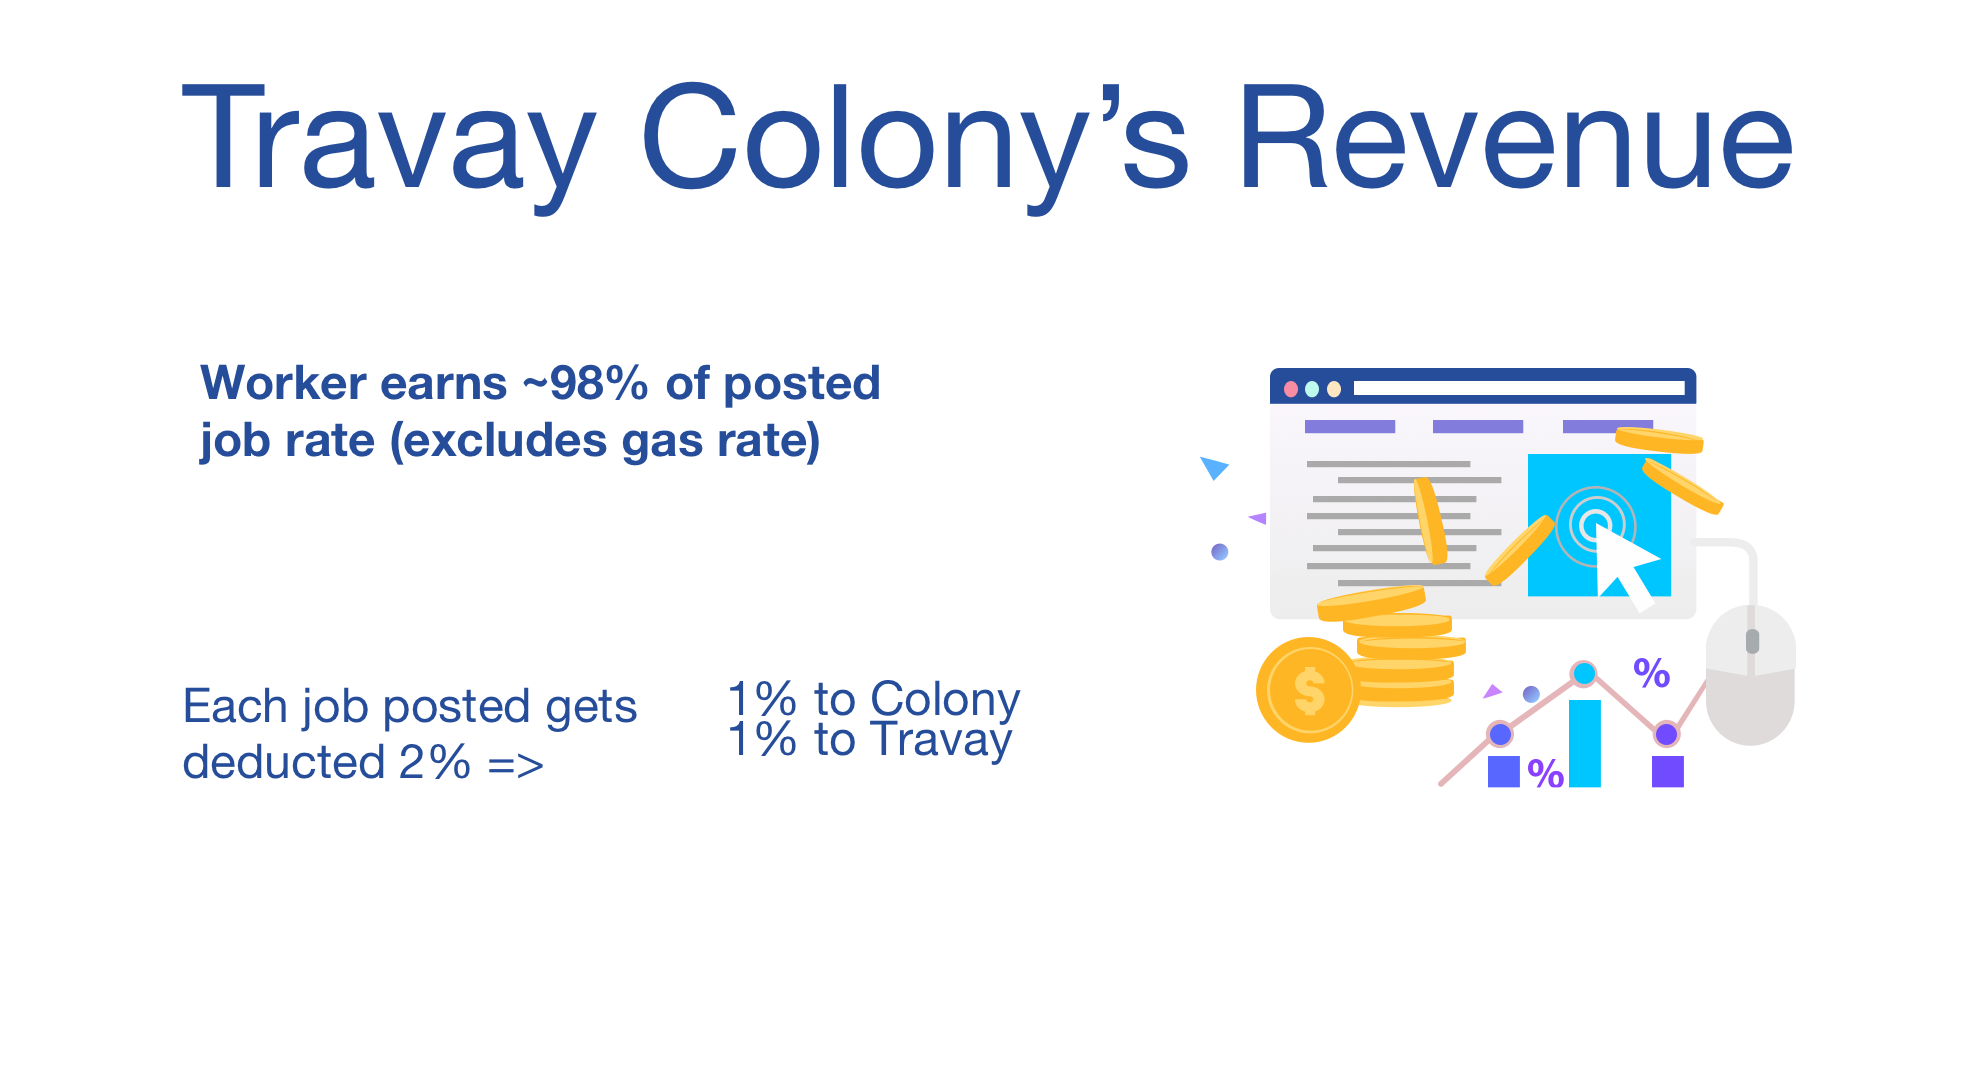 Travay Colony’s Revenue
Worker earns ~98% of posted
job rate (excludes gas rate)
Each job posted gets
deducted 2% =>
1% to Colony
1% to Travay
$
%
%